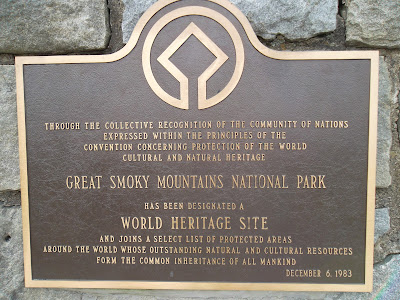 THROUGH THE COLLECTIVE RECOGNITION OF THE COMMUNITY OF NATIONS
EXPRESSED WITHIN THE PRINCIPLES OF THE
CONVENTION CONCERNING PROTECTION OF THE WORLD
CULTURAL AND NATURAL HERITAGE
GREAT SMOKY MOUNTAINS NATIONAL PARK
HAS BEEN DESIGNATED A
WORLD HERITAGE SITE
AND JOINS A SELECT LIST OF PROTECTED AREAS
AROUND THE WORLD WHOSE OUTSTANDING NATURAL AND CULTURAL RESOURCES
FORM THE COMMON INHERITANCE OF ALL MANKIND
DECEMBER 6, 1983